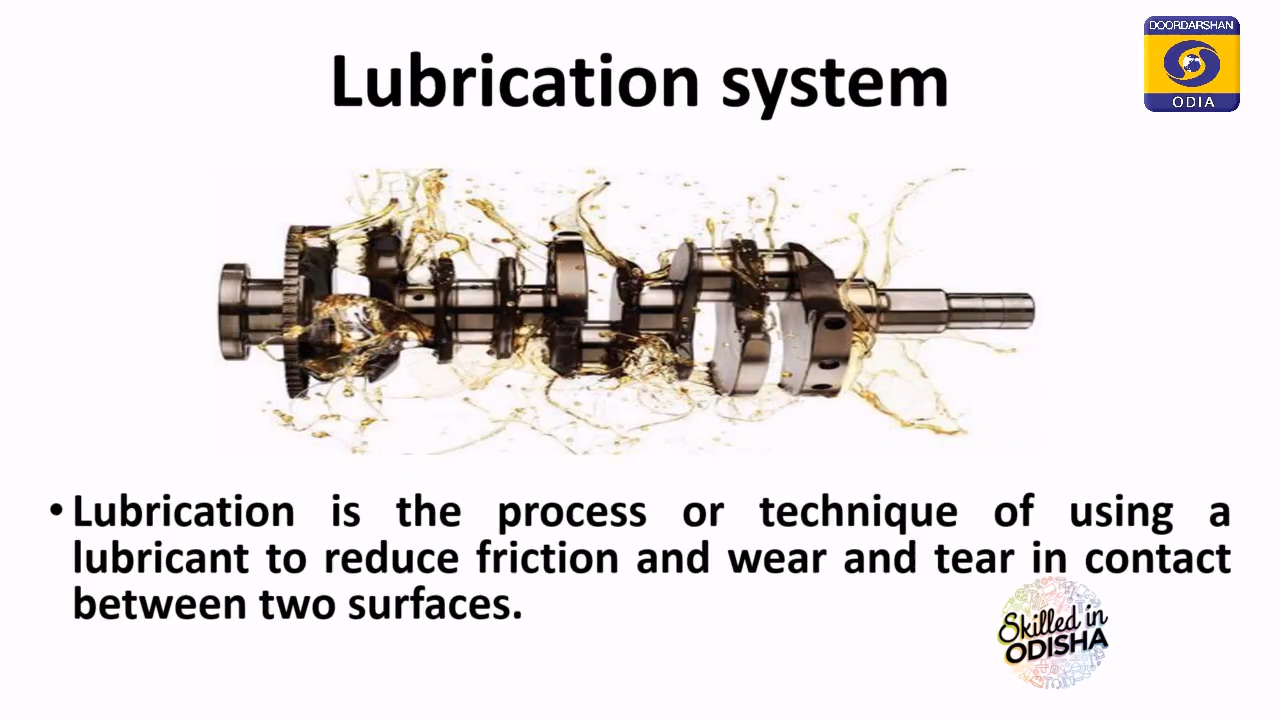 DOORDARSHAN
ODIA
Lubrication system
• Lubrication is the process or technique of using a
lubricant to reduce friction and wear and tear in contact
between two surfaces.
Skilled in
ODISHA